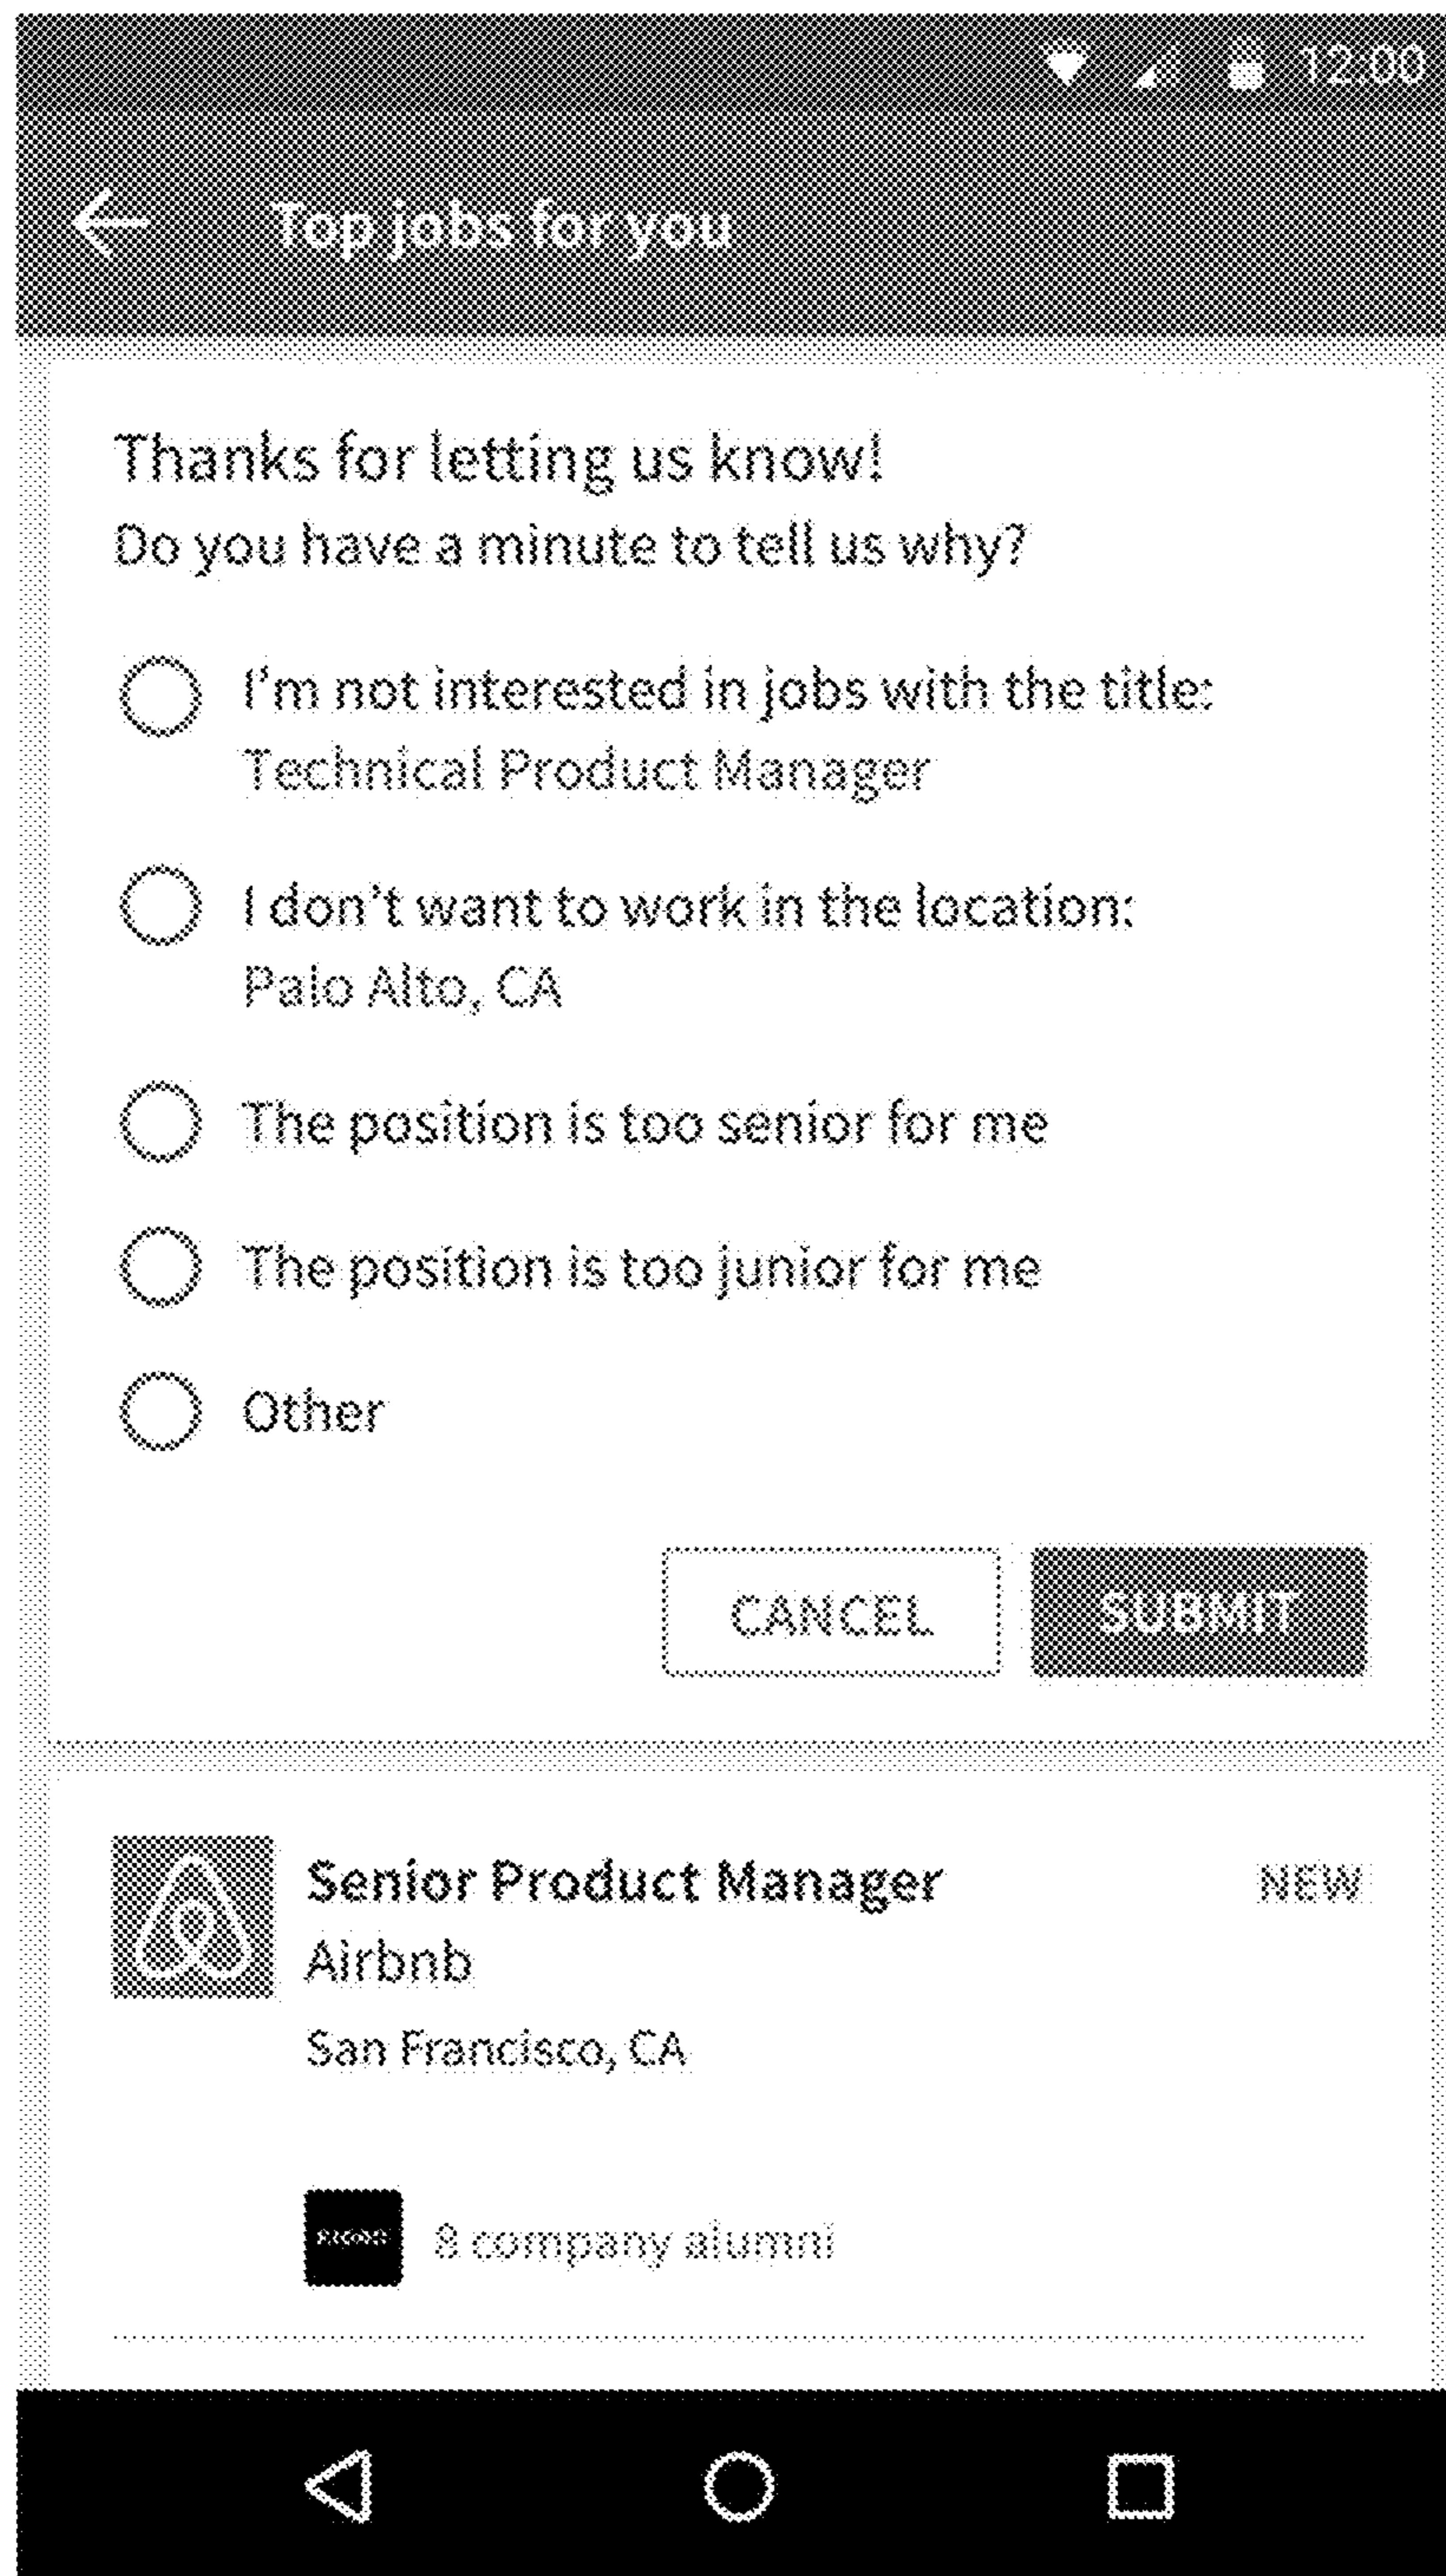 12:00
Top jobs for you
Thanks for letting us know!
Do you have a minute to tell us why?
I'm not interested in jobs with the title:
Technical Product Manager
I don't want to work in the location:
Palo Alto, CA
The position is too senior for me
The position is too junior for me
Other
CANCEL SUBMIT
Senior Product Manager NEW
Airbnb
San Francisco, CA
8 company alumni